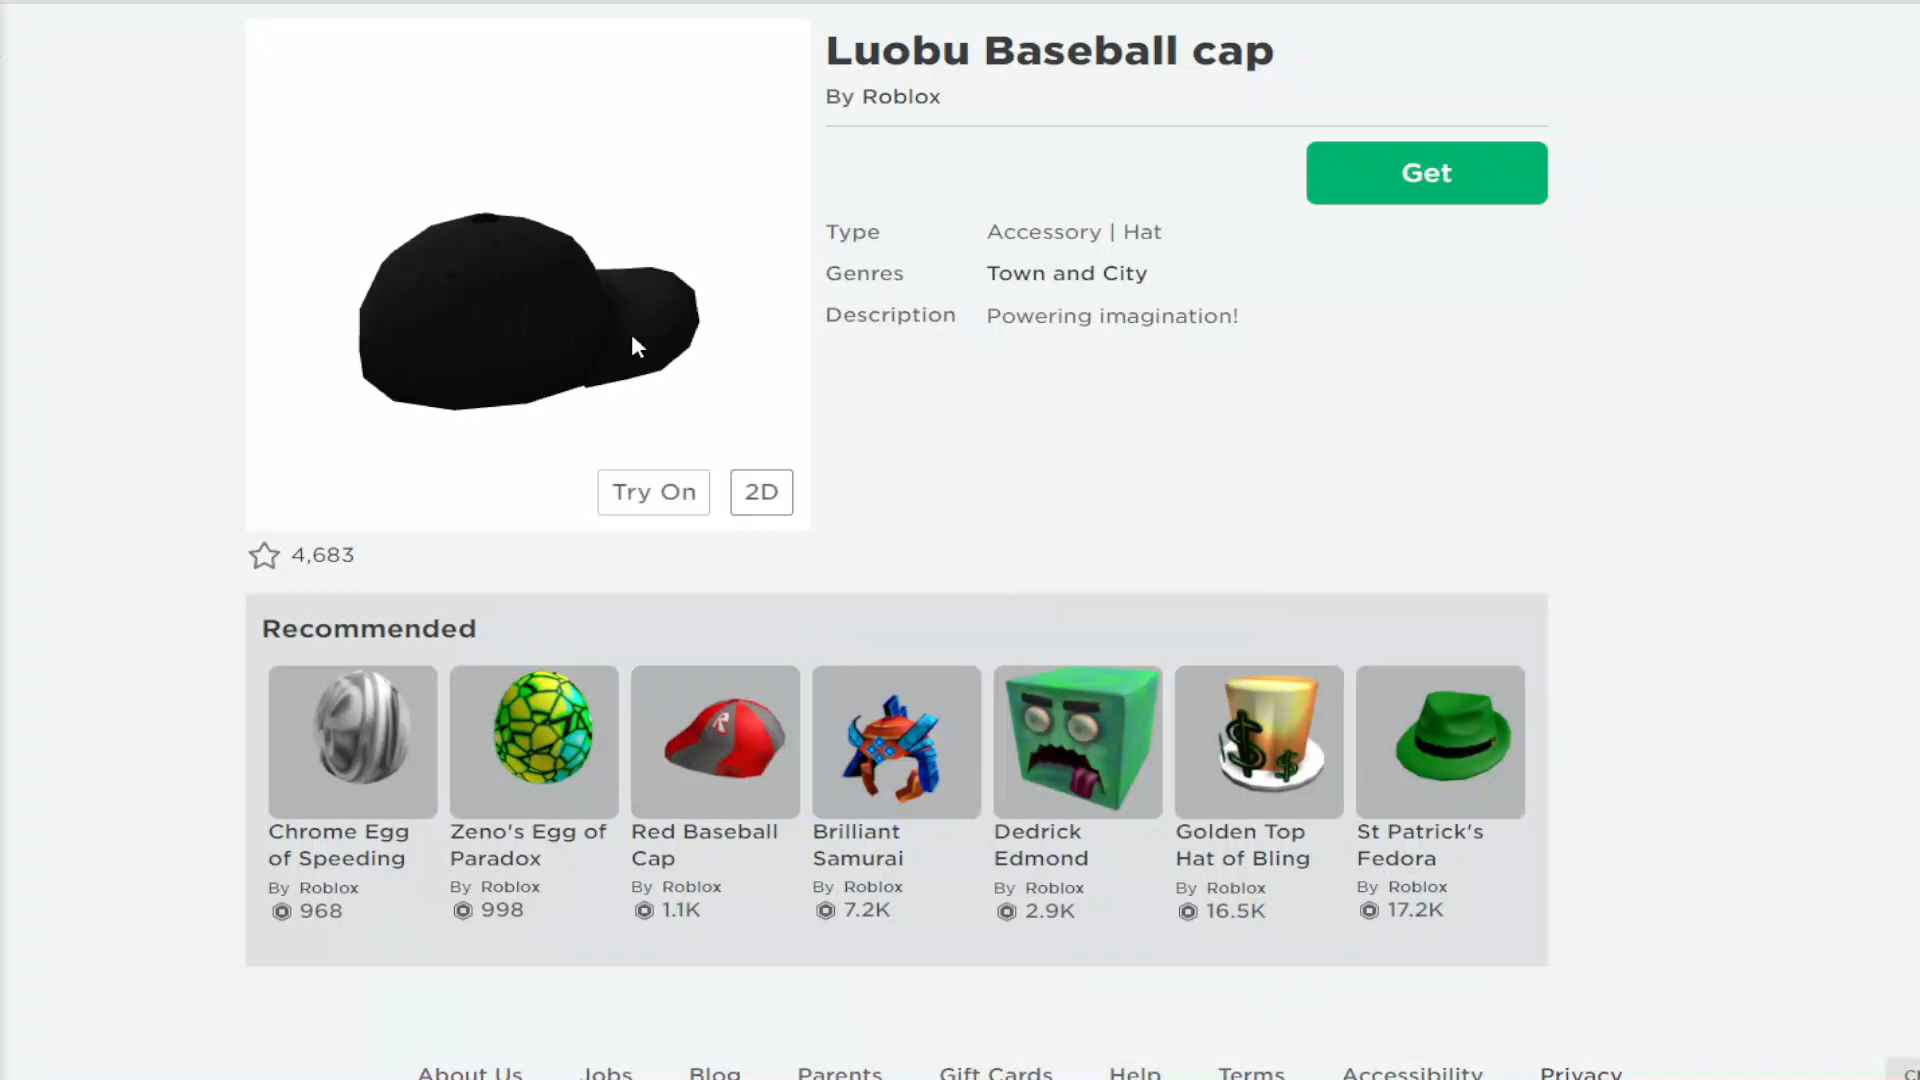 Luobu Baseball cap
By Roblox
Get
Type Accessory | Hat
Genres Town and City
Description Powering imagination!
Try On 2D
4,683
Recommended
R
$ $
Chrome Egg of Speeding
By Roblox
968
Zeno's Egg of Paradox
By Roblox
998
Red Baseball Cap
By Roblox
1.1K
Brilliant Samurai
By Roblox
7.2K
Dedrick Edmond
By Roblox
2.9K
Golden Top Hat of Bling
By Roblox
16.5K
St Patrick's Fedora
By Roblox
17.2K
About Us Jobs Blog Parents Gift Cards Help Terms Accessibility Privacy